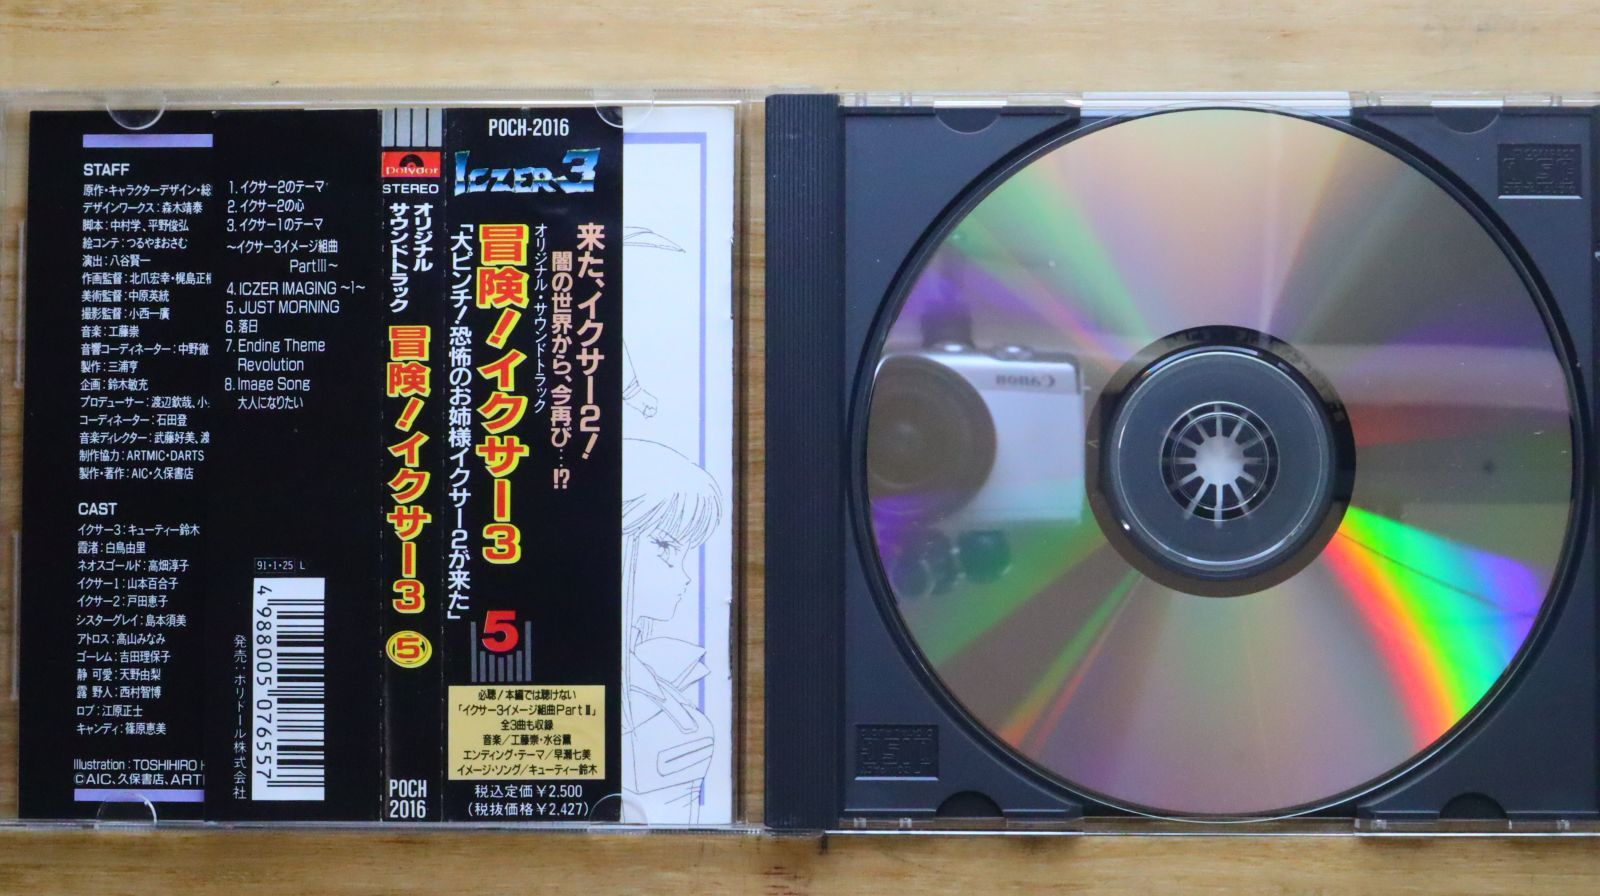 STAFF
原作・キャラクターデザイン・総
デザインワークス：森木靖泰
脚本：中村学、平野俊弘
絵コンテ：つるやまおさむ
演出：八谷賢一
作画監督：北爪宏幸・梶島正樹
美術監督：中原英統
撮影監督：小西一廣
音楽：工藤崇
音響コーディネーター：中野徹
製作：三浦亨
企画：鈴木敏充
プロデューサー：渡辺欽哉、小
コーディネーター：石田登
音楽ディレクター：武藤好美、渡
制作協力：ARTMIC・DARTS
製作・著作：AIC・久保書店
CAST
イクサー3：キューティー鈴木
霞渚：白鳥由里
ネオスゴールド：高畑淳子
イクサー1：山本百合子
イクサー2：戸田恵子
シスターグレイ：島本須美
アトロス：高山みなみ
ゴーレム：吉田理保子
静 可愛：天野由梨
露 野人：西村智博
ロブ：江原正士
キャンディ：篠原恵美
Illustration : TOSHIHIRO H
©AIC、久保書店、ARTI
1. イクサー2のテーマ
2. イクサー2の心
3. イクサー1のテーマ
〜イクサー3イメージ組曲
PartⅢ〜
4. ICZER IMAGING 〜1〜
5. JUST MORNING
6. 落日
7. Ending Theme
Revolution
8. Image Song
大人になりたい
91・1・25 L
4988005076557
発売：ポリドール株式会社
Polydor
STEREO
オリジナル
サウンドトラック
冒険！イクサー3
5
POCH
2016
POCH-2016
ICZER-3
来た、イクサー2！
闇の世界から、今再び…!?
オリジナル・サウンドトラック
冒険！イクサー3
「大ピンチ！恐怖のお姉様イクサー2が来た」
5
必聴！本編では聴けない
「イクサー3イメージ組曲Part Ⅲ」
全3曲も収録
音楽／工藤崇・水谷薫
エンディング・テーマ／早瀬七美
イメージ・ソング／キューティー鈴木
税込定価￥2,500
(税抜価格￥2,427)
Canon